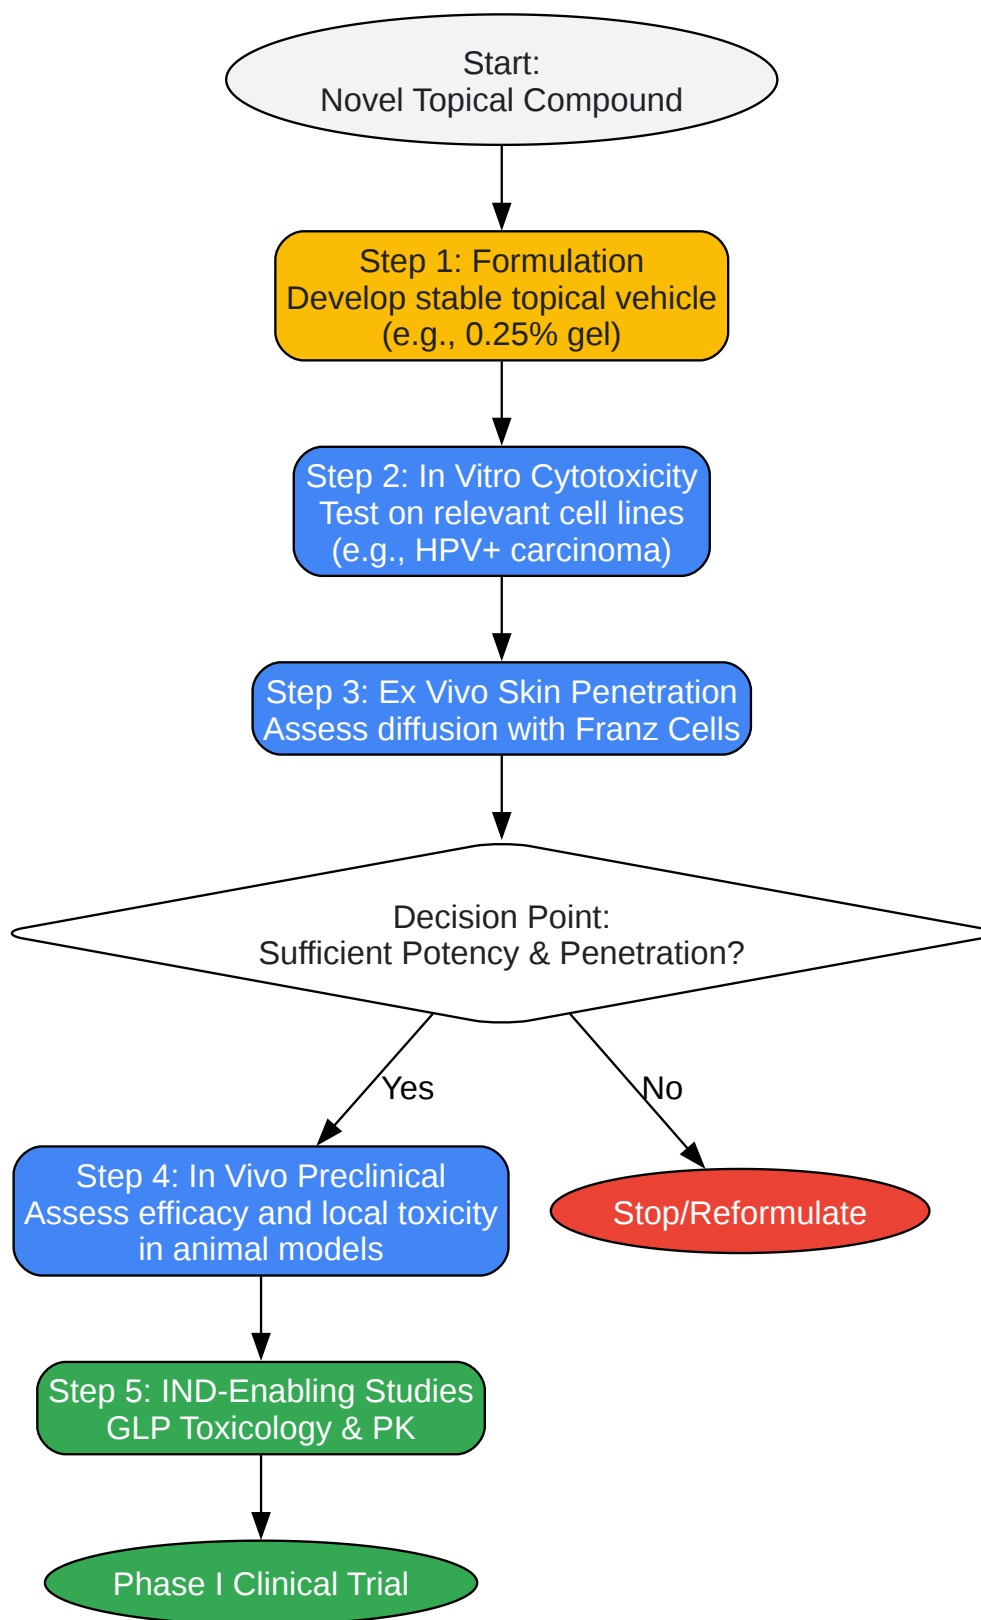 Start:
Novel Topical Compound
Step 1: Formulation
Develop stable topical vehicle
(e.g., 0.25% gel)
Step 2: In Vitro Cytotoxicity
Test on relevant cell lines
(e.g., HPV+ carcinoma)
Step 3: Ex Vivo Skin Penetration
Assess diffusion with Franz Cells
Decision Point:
Sufficient Potency & Penetration?
Yes
No
Step 4: In Vivo Preclinical
Assess efficacy and local toxicity
in animal models
Stop/Reformulate
Step 5: IND-Enabling Studies
GLP Toxicology & PK
Phase I Clinical Trial